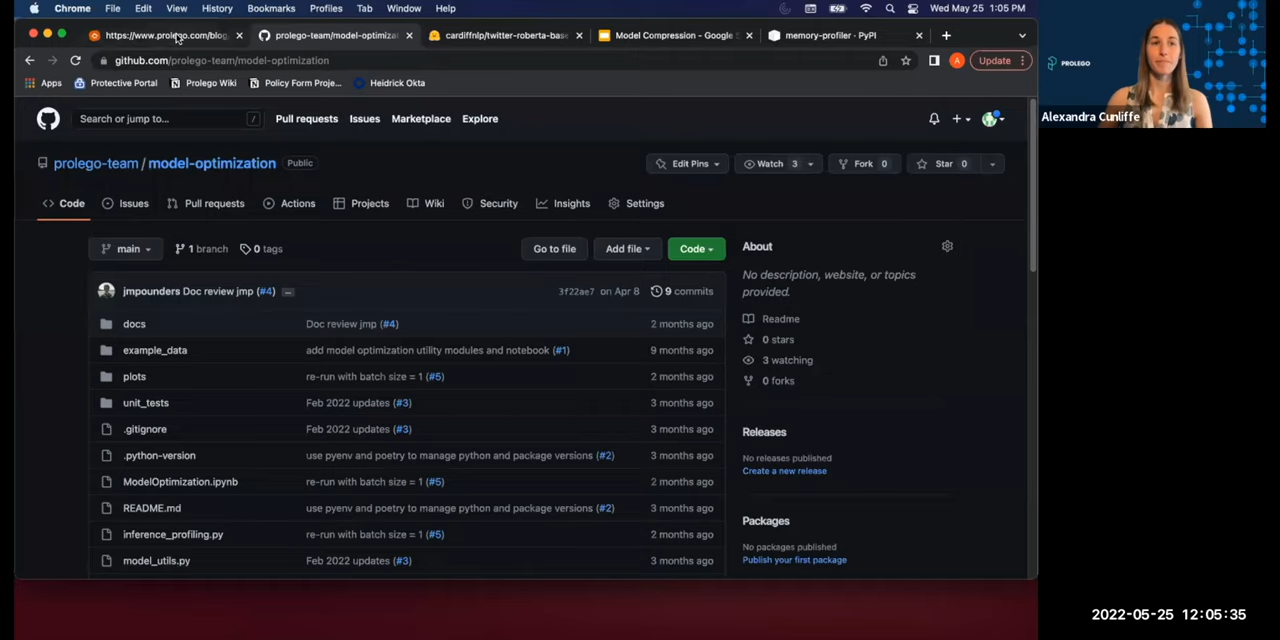 Chrome File Edit View History Bookmarks Profiles Tab Window Help Wed May 25 1:05 PM
https://www.prolego.com/blog prolego-team/model-optimiza cardiffnlp/twitter-roberta-base Model Compression - Google S memory-profiler · PyPI
github.com/prolego-team/model-optimization A Update
Apps Protective Portal Prolego Wiki Policy Form Proje... Heidrick Okta
PROLEGO
Alexandra Cunliffe
Search or jump to... / Pull requests Issues Marketplace Explore
prolego-team / model-optimization Public Edit Pins Watch 3 Fork 0 Star 0
Code Issues Pull requests Actions Projects Wiki Security Insights Settings
main 1 branch 0 tags Go to file Add file Code
jmpounders Doc review jmp (#4) ... 3f22ae7 on Apr 8 9 commits
docs Doc review jmp (#4) 2 months ago
example_data add model optimization utility modules and notebook (#1) 9 months ago
plots re-run with batch size = 1 (#5) 2 months ago
unit_tests Feb 2022 updates (#3) 3 months ago
.gitignore Feb 2022 updates (#3) 3 months ago
.python-version use pyenv and poetry to manage python and package versions (#2) 3 months ago
ModelOptimization.ipynb re-run with batch size = 1 (#5) 2 months ago
README.md use pyenv and poetry to manage python and package versions (#2) 3 months ago
inference_profiling.py re-run with batch size = 1 (#5) 2 months ago
model_utils.py Feb 2022 updates (#3) 3 months ago
About
No description, website, or topics
provided.
Readme
0 stars
3 watching
0 forks
Releases
No releases published
Create a new release
Packages
No packages published
Publish your first package
2022-05-25 12:05:35